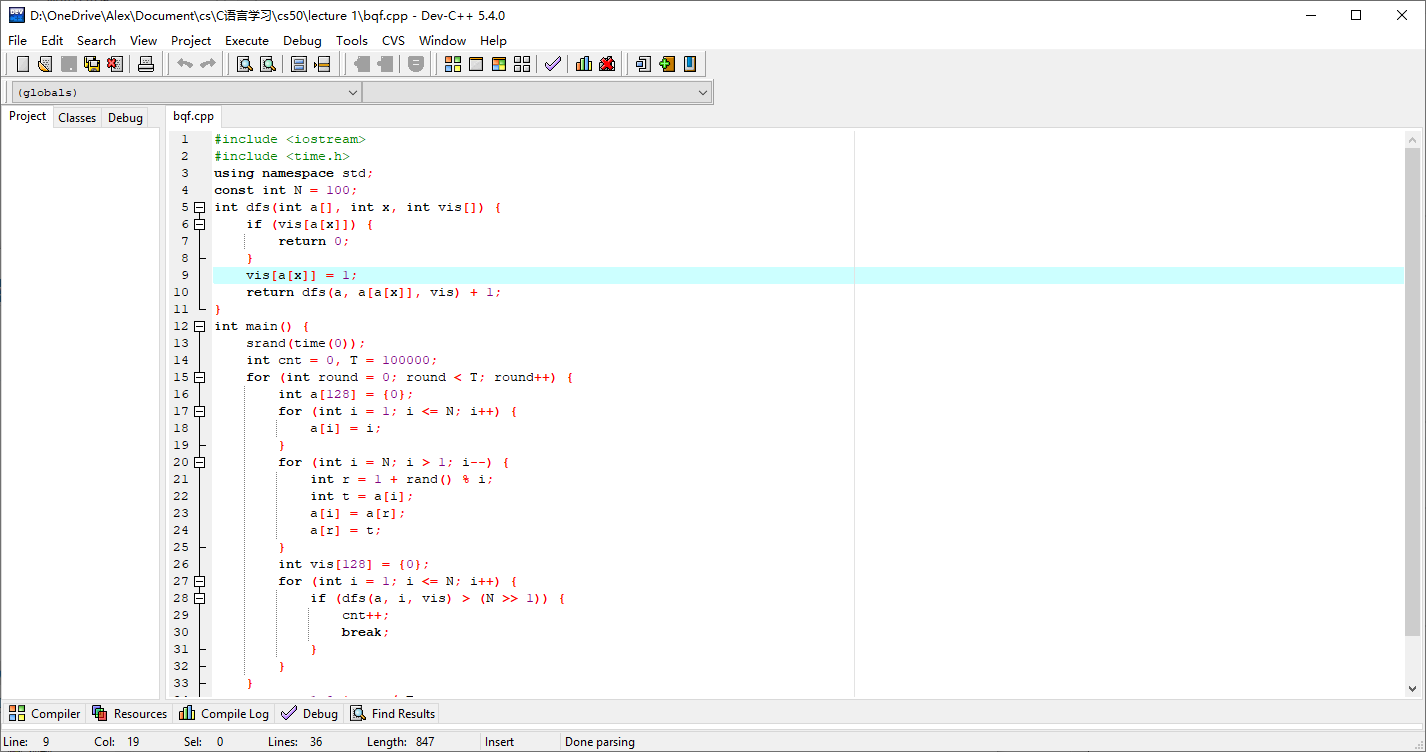 D:\OneDrive\Alex\Document\cs\C语言学习\cs50\lecture 1\bqf.cpp - Dev-C++ 5.4.0
File Edit Search View Project Execute Debug Tools CVS Window Help
(globals)
Project Classes Debug
bqf.cpp
1 #include <iostream>
2 #include <time.h>
3 using namespace std;
4 const int N = 100;
5 int dfs(int a[], int x, int vis[]) {
6 if (vis[a[x]]) {
7 return 0;
8 }
9 vis[a[x]] = 1;
10 return dfs(a, a[a[x]], vis) + 1;
11 }
12 int main() {
13 srand(time(0));
14 int cnt = 0, T = 100000;
15 for (int round = 0; round < T; round++) {
16 int a[128] = {0};
17 for (int i = 1; i <= N; i++) {
18 a[i] = i;
19 }
20 for (int i = N; i > 1; i--) {
21 int r = 1 + rand() % i;
22 int t = a[i];
23 a[i] = a[r];
24 a[r] = t;
25 }
26 int vis[128] = {0};
27 for (int i = 1; i <= N; i++) {
28 if (dfs(a, i, vis) > (N >> 1)) {
29 cnt++;
30 break;
31 }
32 }
33 }
Compiler Resources Compile Log Debug Find Results
Line: 9 Col: 19 Sel: 0 Lines: 36 Length: 847 Insert Done parsing